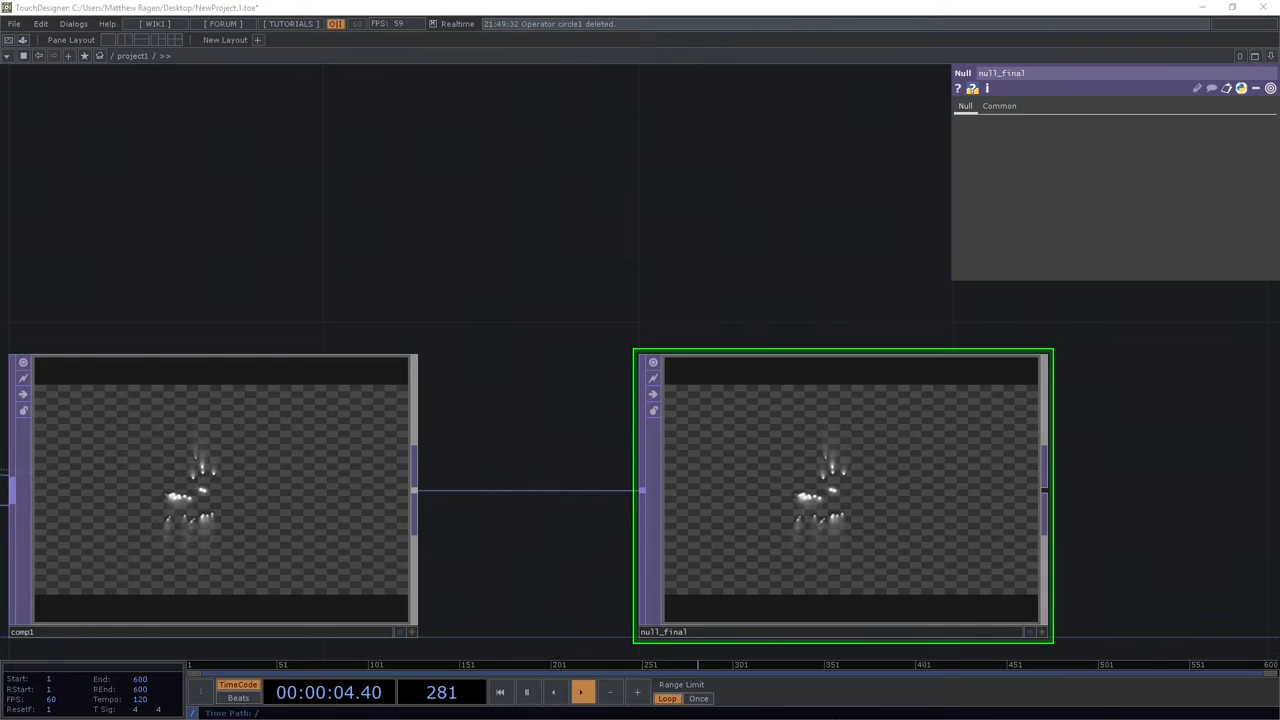 TouchDesigner: C:/Users/Matthew Ragan/Desktop/NewProject.1.toe*
File Edit Dialogs Help [ WIKI ] [ FORUM ] [ TUTORIALS ] O|I 60 FPS: 59 Realtime 21:49:32 Operator circle1 deleted.
Pane Layout New Layout +
/ project1 / >> 0
Null null_final
? ? i
Null Common
comp1
null_final
1 51 101 151 201 251 301 351 401 451 501 551 600
Start: 1 End: 600
RStart: 1 REnd: 600
FPS: 60 Tempo: 120
ResetF: 1 T Sig: 4 4
TimeCode
Beats
00:00:04.40 281
- +
Range Limit
Loop Once
/ Time Path: /